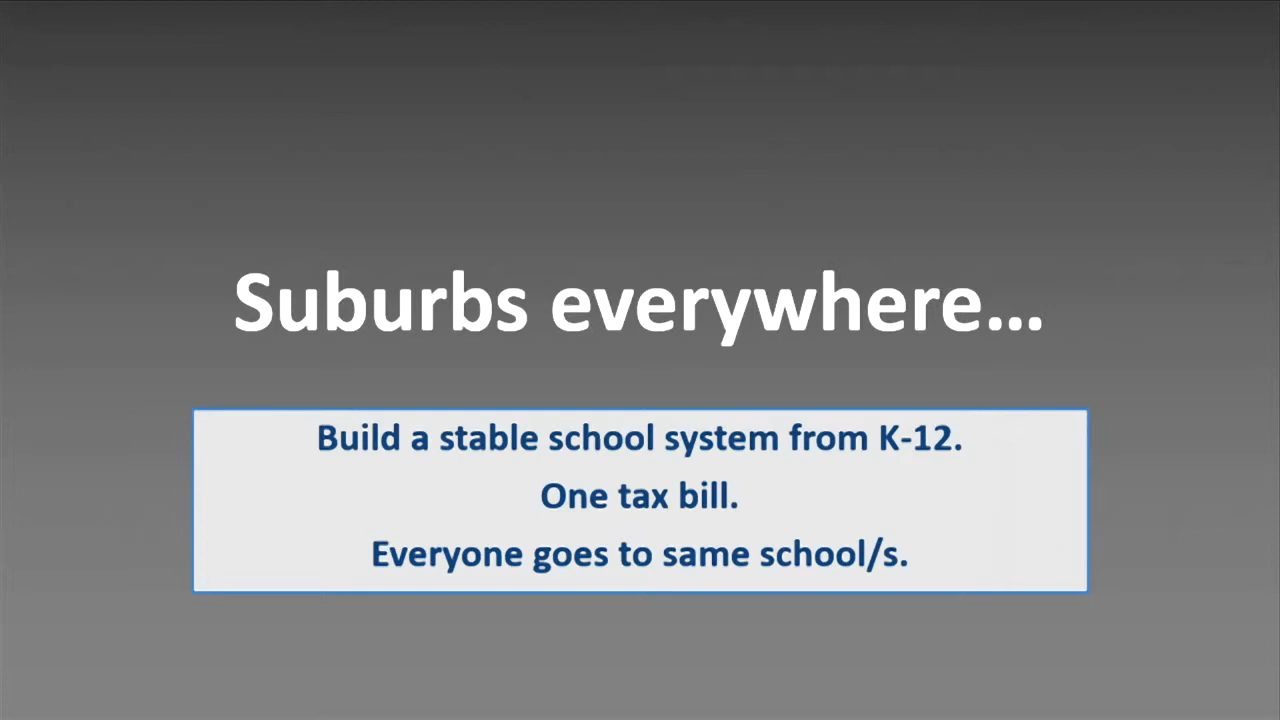 Suburbs everywhere...
Build a stable school system from K-12.
One tax bill.
Everyone goes to same school/s.